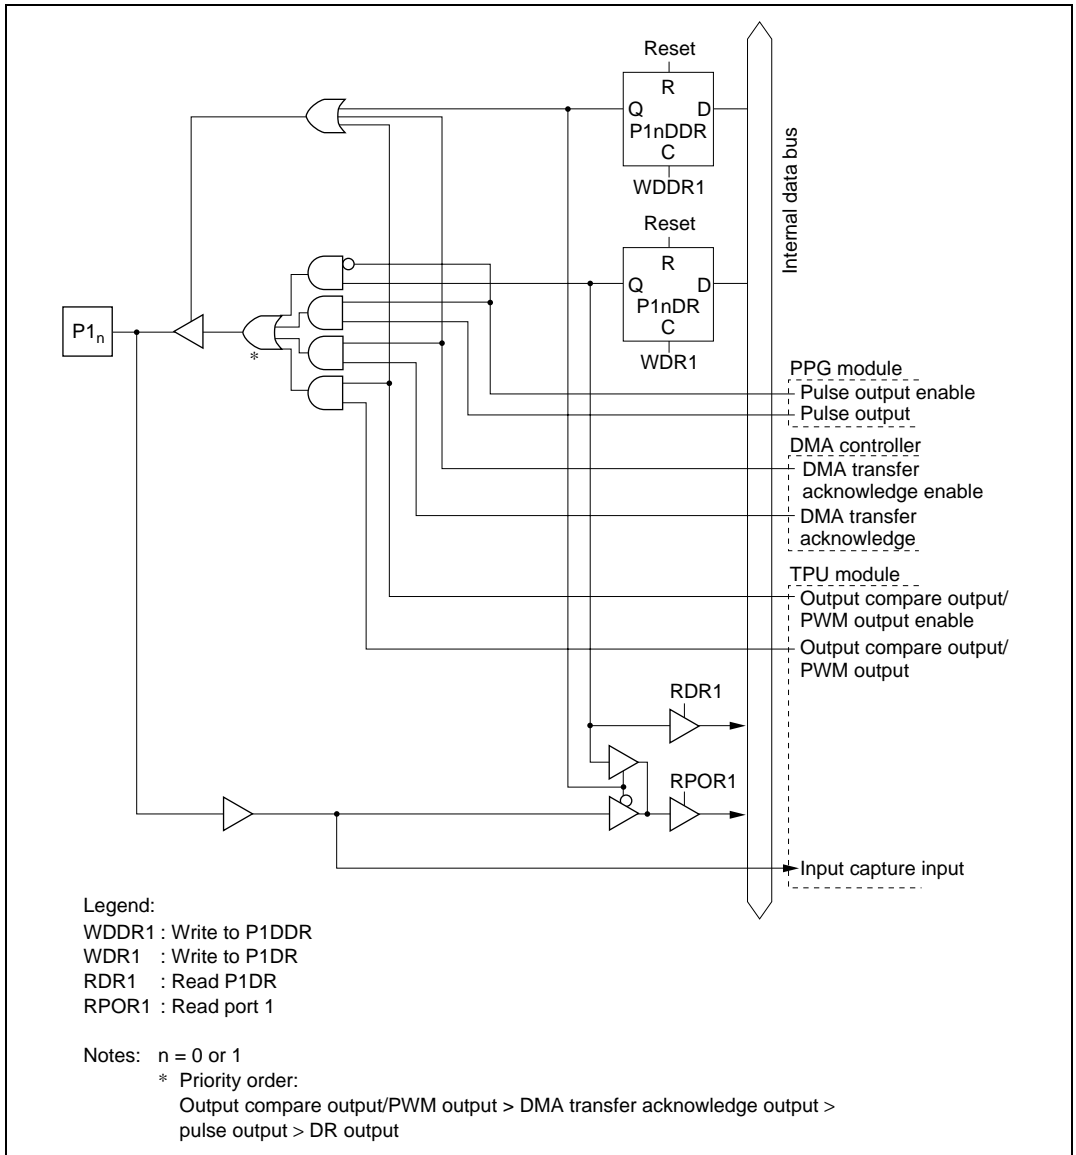 Reset
R
Q D
P1nDDR
C
WDDR1
Internal data bus
Reset
R
Q D
P1nDR
C
WDR1
P1n
*
PPG module
Pulse output enable
Pulse output
DMA controller
DMA transfer
acknowledge enable
DMA transfer
acknowledge
TPU module
Output compare output/
PWM output enable
Output compare output/
PWM output
RDR1
RPOR1
Input capture input
Legend:
WDDR1 : Write to P1DDR
WDR1 : Write to P1DR
RDR1 : Read P1DR
RPOR1 : Read port 1
Notes: n = 0 or 1
* Priority order:
Output compare output/PWM output > DMA transfer acknowledge output >
pulse output > DR output